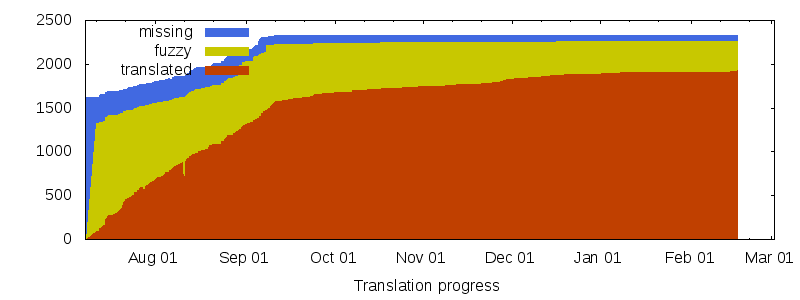 2500
missing
fuzzy
2000
translated
1500
1000
500
0
Aug 01 Sep 01 Oct 01 Nov 01 Dec 01 Jan 01 Feb 01 Mar 01
Translation progress